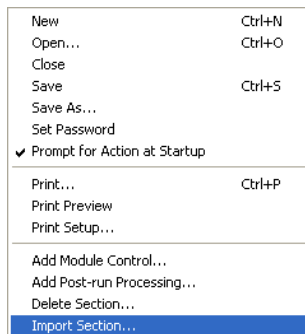 New Ctrl+N
Open... Ctrl+O
Close
Save Ctrl+S
Save As...
Set Password
Prompt for Action at Startup
Print... Ctrl+P
Print Preview
Print Setup...
Add Module Control...
Add Post-run Processing...
Delete Section...
Import Section...